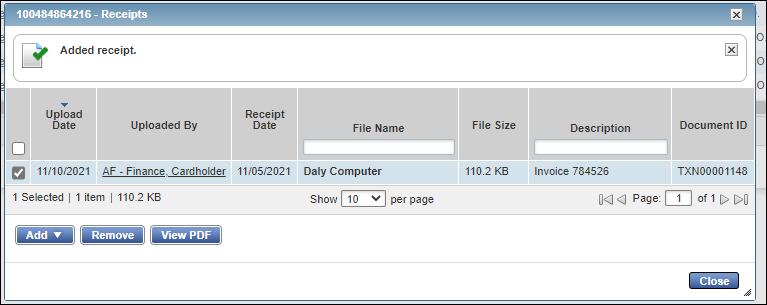 100484864216 - Receipts
Added receipt.
Upload Date
Uploaded By
Receipt Date
File Name
File Size
Description
Document ID
11/10/2021 AF - Finance, Cardholder 11/05/2021 Daly Computer 110.2 KB Invoice 784526 TXN00001148
1 Selected | 1 item | 110.2 KB Show 10 per page Page: 1 of 1
Add Remove View PDF
Close